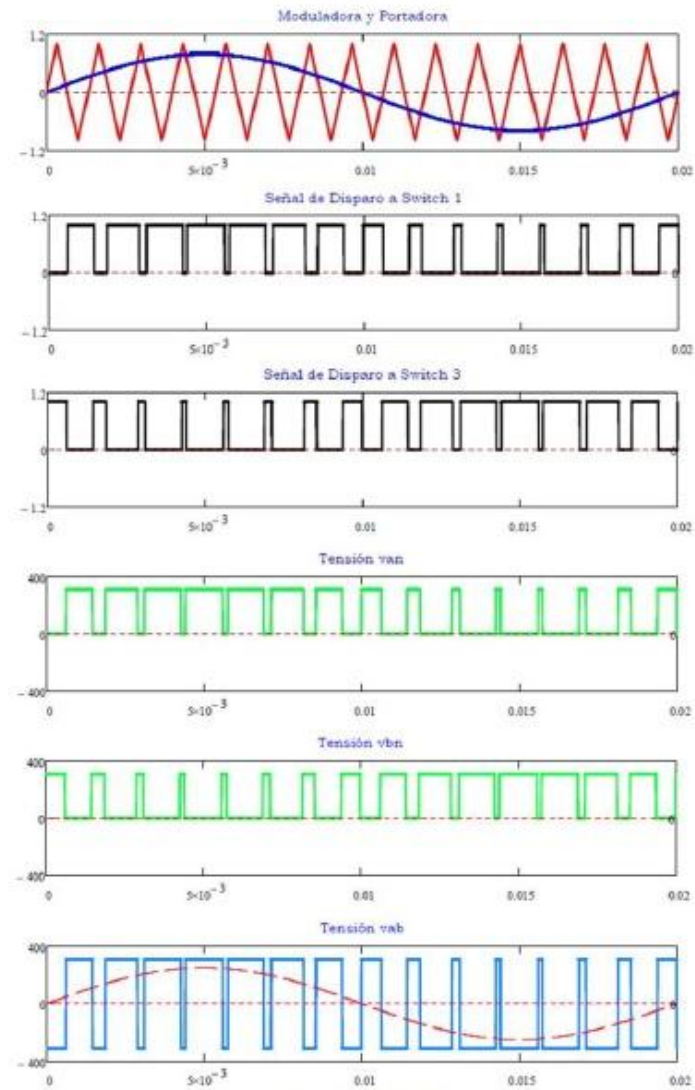 Moduladora y Portadora
1.2
0
−1.2
0 5×10⁻³ 0.01 0.015 0.02
Señal de Disparo a Switch 1
1.2
0
0
−1.2
0 5×10⁻³ 0.01 0.015 0.02
Señal de Disparo a Switch 3
1.2
0
0
−1.2
0 5×10⁻³ 0.01 0.015 0.02
Tensión van
400
0
0
−400
0 5×10⁻³ 0.01 0.015 0.02
Tensión vbn
400
0
0
−400
0 5×10⁻³ 0.01 0.015 0.02
Tensión vab
400
0
0
−400
0 5×10⁻³ 0.01 0.015 0.02